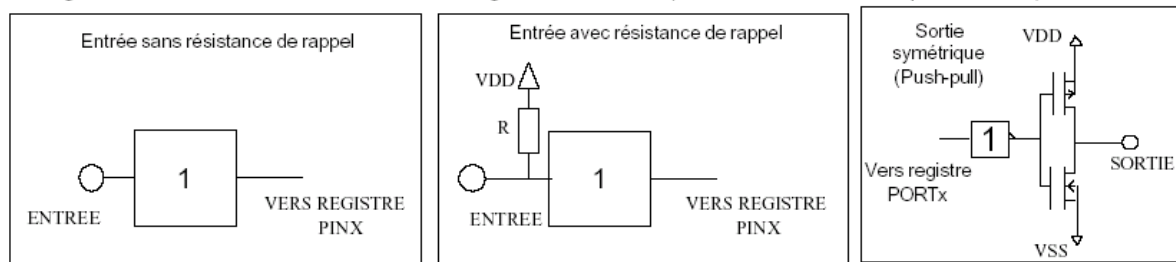 Entrée sans résistance de rappel
1
ENTREE
VERS REGISTRE
PINX
Entrée avec résistance de rappel
VDD
R
1
ENTREE
VERS REGISTRE
PINX
Sortie
symétrique
(Push-pull)
VDD
1
Vers registre
PORTx
SORTIE
VSS